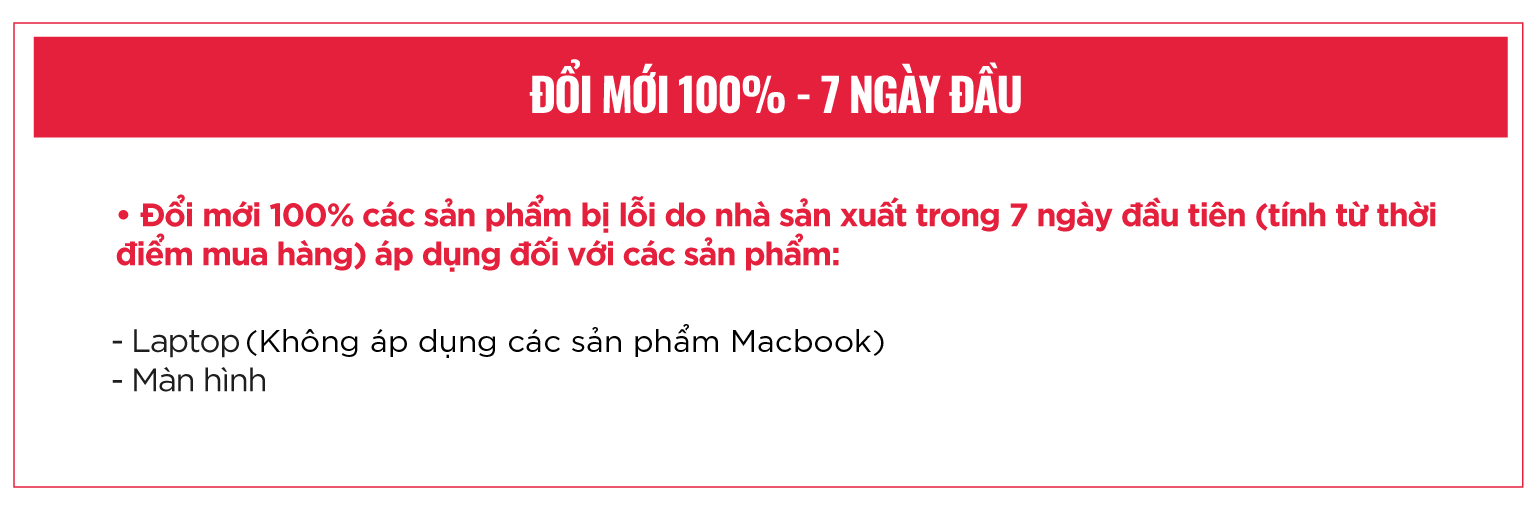 ĐỔI MỚI 100% - 7 NGÀY ĐẦU
• Đổi mới 100% các sản phẩm bị lỗi do nhà sản xuất trong 7 ngày đầu tiên (tính từ thời
điểm mua hàng) áp dụng đối với các sản phẩm:
- Laptop (Không áp dụng các sản phẩm Macbook)
- Màn hình